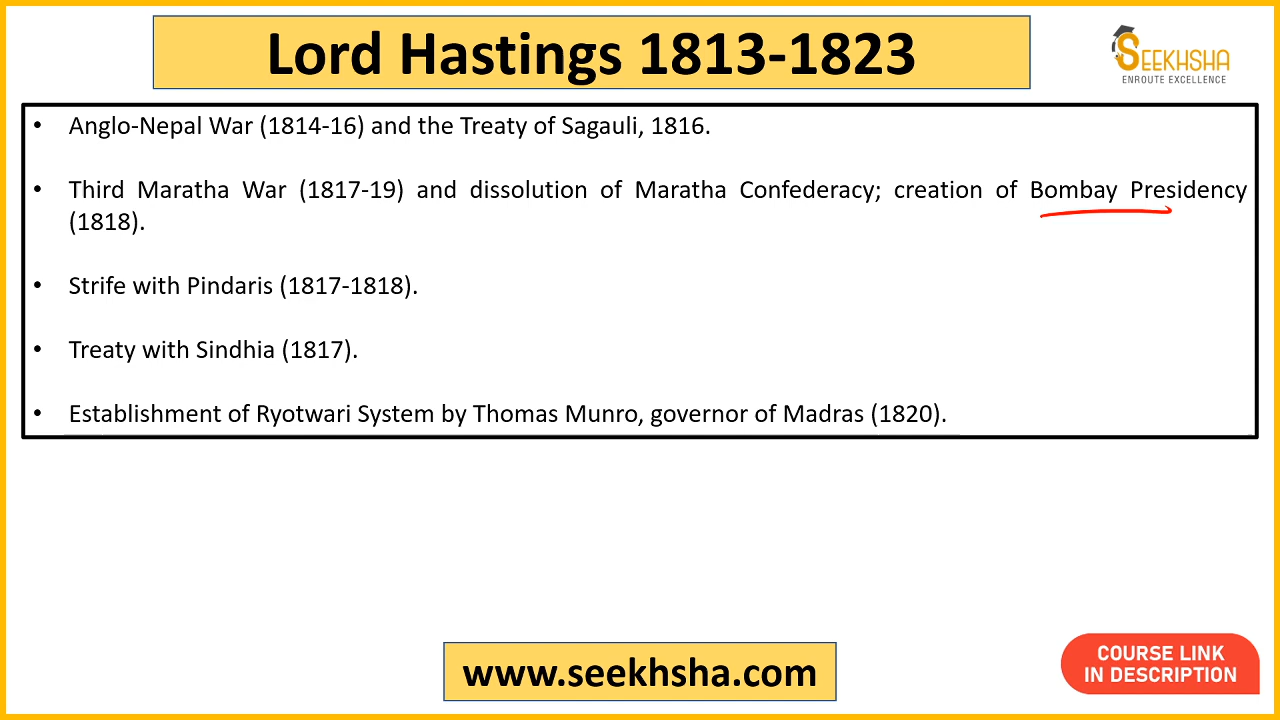 Lord Hastings 1813-1823
SEEKHSHA
ENROUTE EXCELLENCE
• Anglo-Nepal War (1814-16) and the Treaty of Sagauli, 1816.
• Third Maratha War (1817-19) and dissolution of Maratha Confederacy; creation of Bombay Presidency
(1818).
• Strife with Pindaris (1817-1818).
• Treaty with Sindhia (1817).
• Establishment of Ryotwari System by Thomas Munro, governor of Madras (1820).
www.seekhsha.com
COURSE LINK
IN DESCRIPTION